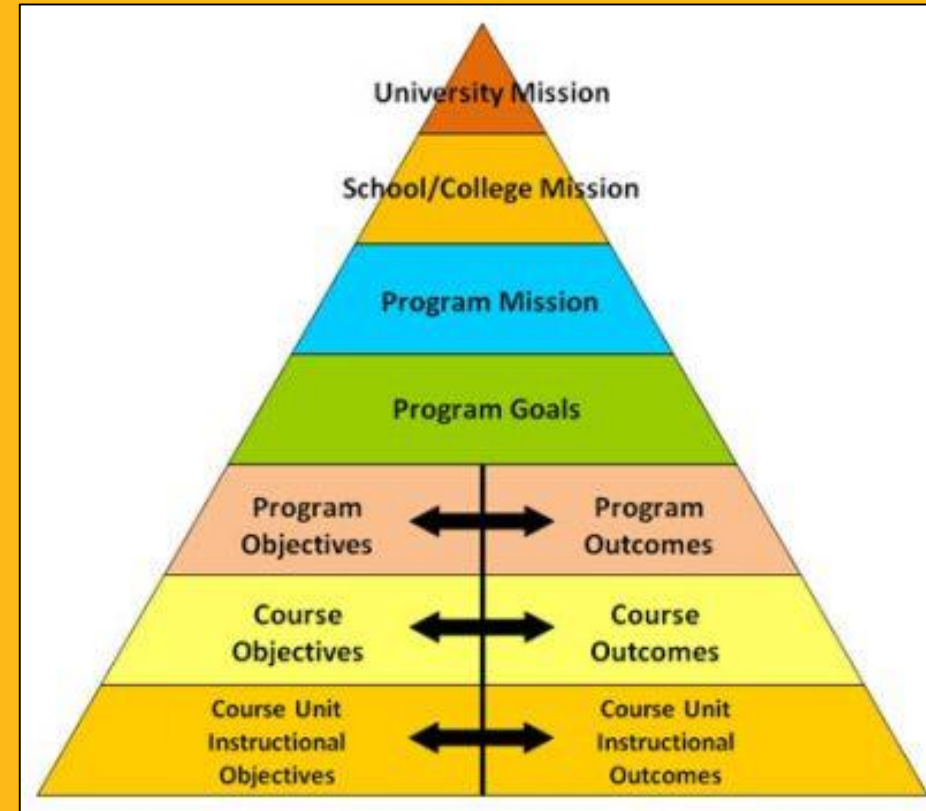 University Mission
School/College Mission
Program Mission
Program Goals
Program
Objectives
Program
Outcomes
Course
Objectives
Course
Outcomes
Course Unit
Instructional
Objectives
Course Unit
Instructional
Outcomes